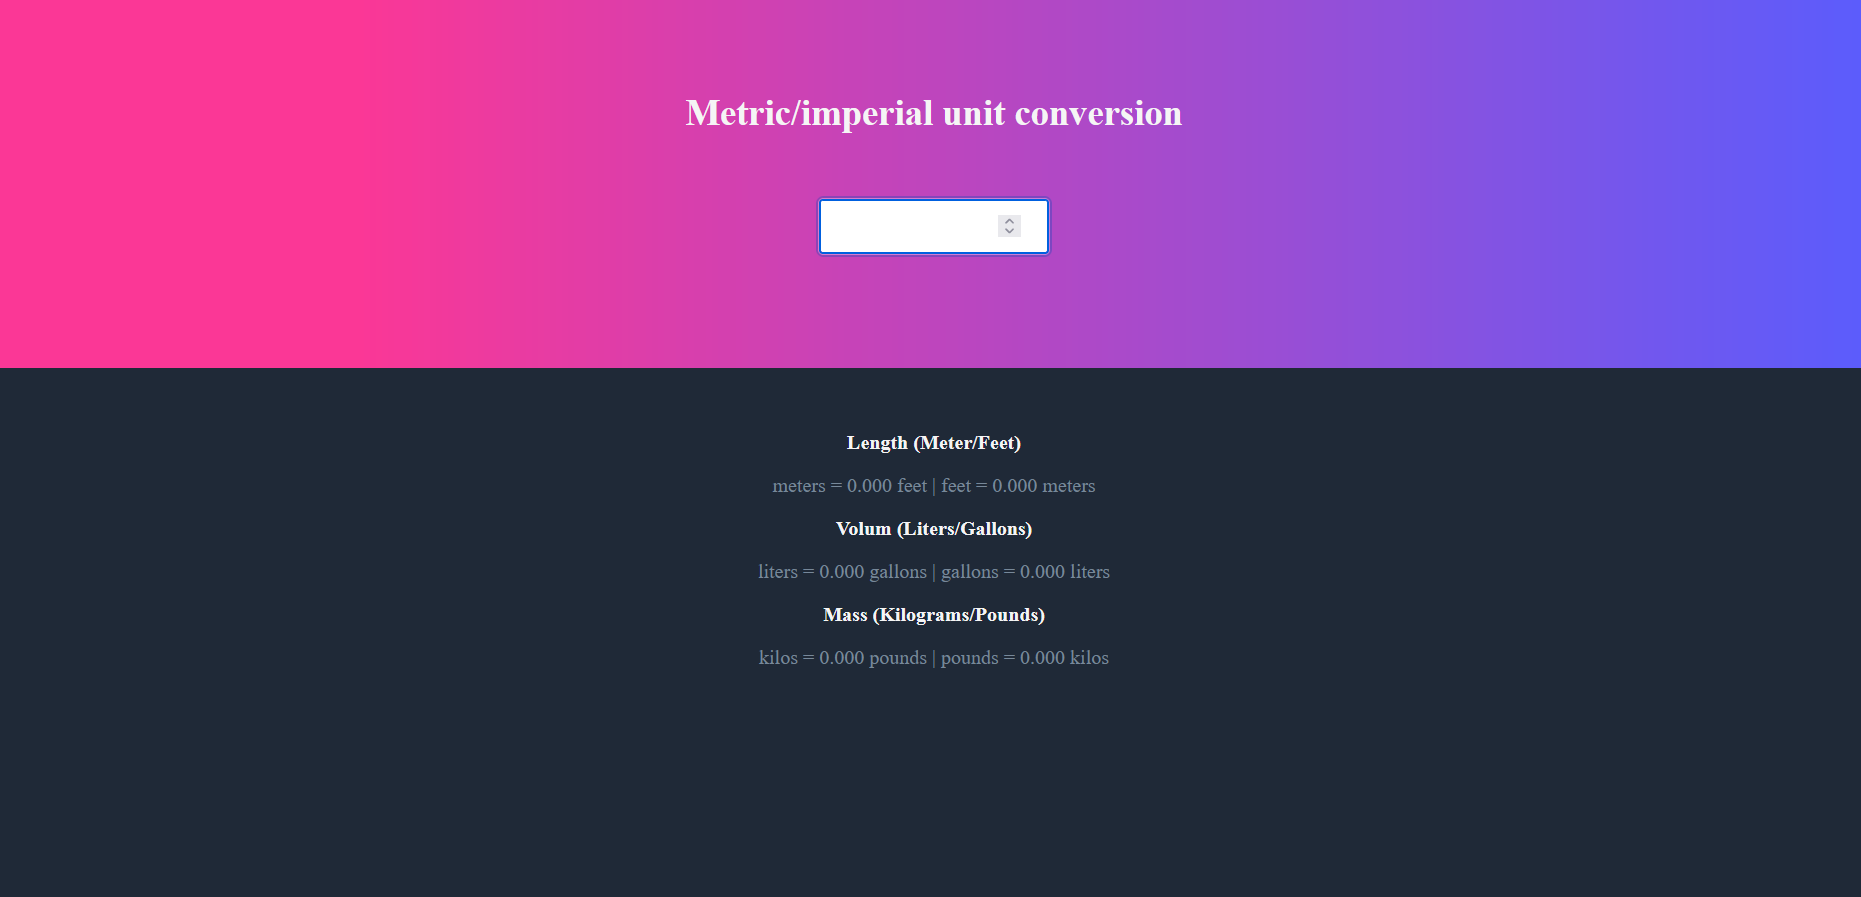 Metric/imperial unit conversion
Length (Meter/Feet)
meters = 0.000 feet | feet = 0.000 meters
Volum (Liters/Gallons)
liters = 0.000 gallons | gallons = 0.000 liters
Mass (Kilograms/Pounds)
kilos = 0.000 pounds | pounds = 0.000 kilos